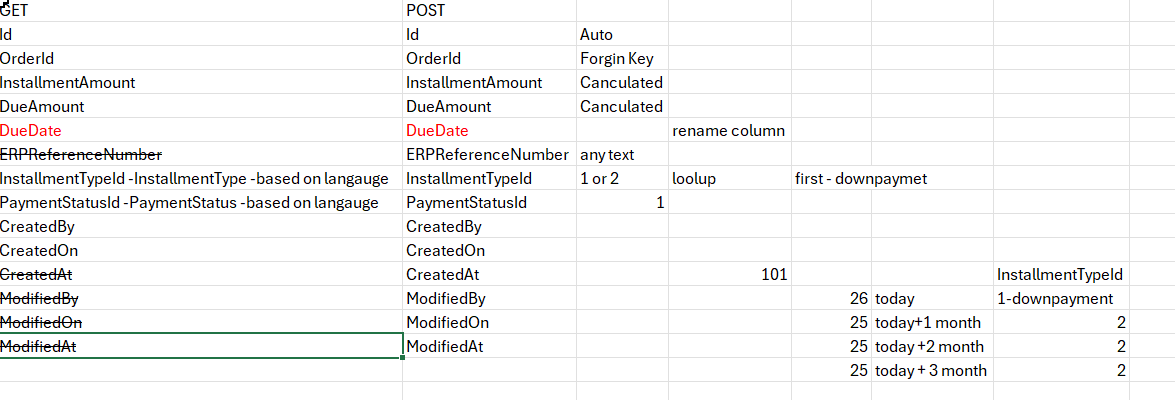 GET POST
Id Id Auto
OrderId OrderId Forgin Key
InstallmentAmount InstallmentAmount Canculated
DueAmount DueAmount Canculated
DueDate DueDate rename column
ERPReferenceNumber ERPReferenceNumber any text
InstallmentTypeId -InstallmentType -based on langauge InstallmentTypeId 1 or 2 loolup first - downpaymet
PaymentStatusId -PaymentStatus -based on langauge PaymentStatusId 1
CreatedBy CreatedBy
CreatedOn CreatedOn
CreatedAt CreatedAt 101 InstallmentTypeId
ModifiedBy ModifiedBy 26 today 1-downpayment
ModifiedOn ModifiedOn 25 today+1 month 2
ModifiedAt ModifiedAt 25 today +2 month 2
25 today + 3 month 2